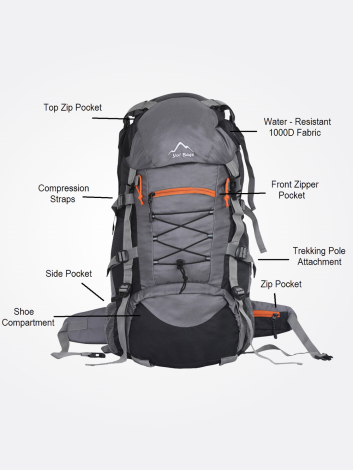 Top Zip Pocket
Water - Resistant
1000D Fabric
Compression
Straps
Front Zipper
Pocket
Trekking Pole
Attachment
Side Pocket
Zip Pocket
Shoe
Compartment